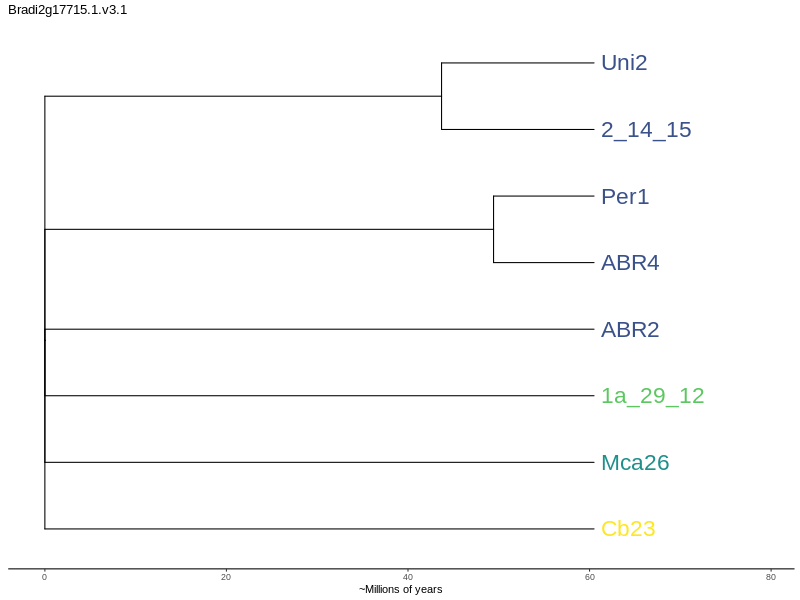 Bradi2g17715.1.v3.1
Uni2
2_14_15
Per1
ABR4
ABR2
1a_29_12
Mca26
Cb23
0 20 40 60 80
~Millions of years